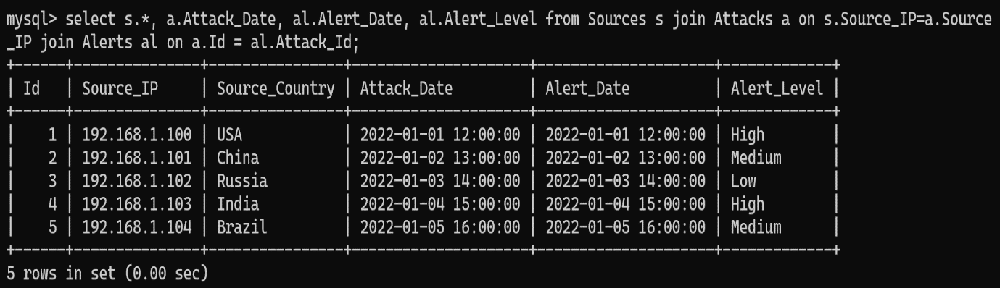 mysql> select s.*, a.Attack_Date, al.Alert_Date, al.Alert_Level from Sources s join Attacks a on s.Source_IP=a.Source
_IP join Alerts al on a.Id = al.Attack_Id;
+------+---------------+----------------+---------------------+---------------------+-------------+
| Id   | Source_IP     | Source_Country | Attack_Date         | Alert_Date          | Alert_Level |
+------+---------------+----------------+---------------------+---------------------+-------------+
|    1 | 192.168.1.100 | USA            | 2022-01-01 12:00:00 | 2022-01-01 12:00:00 | High        |
|    2 | 192.168.1.101 | China          | 2022-01-02 13:00:00 | 2022-01-02 13:00:00 | Medium      |
|    3 | 192.168.1.102 | Russia         | 2022-01-03 14:00:00 | 2022-01-03 14:00:00 | Low         |
|    4 | 192.168.1.103 | India          | 2022-01-04 15:00:00 | 2022-01-04 15:00:00 | High        |
|    5 | 192.168.1.104 | Brazil         | 2022-01-05 16:00:00 | 2022-01-05 16:00:00 | Medium      |
+------+---------------+----------------+---------------------+---------------------+-------------+
5 rows in set (0.00 sec)